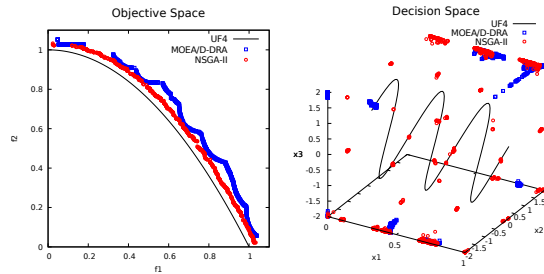 Objective Space
UF4
MOEA/D-DRA
NSGA-II
f2
1
0.8
0.6
0.4
0.2
0
0
0.2
0.4
0.6
0.8
1
f1
Decision Space
UF4
MOEA/D-DRA
NSGA-II
x3
2
1.5
1
0.5
0
-0.5
-1
-1.5
-2
0
0.5
1
x1
-2
-1.5
-1
-0.5
0
0.5
1
1.5
2
x2